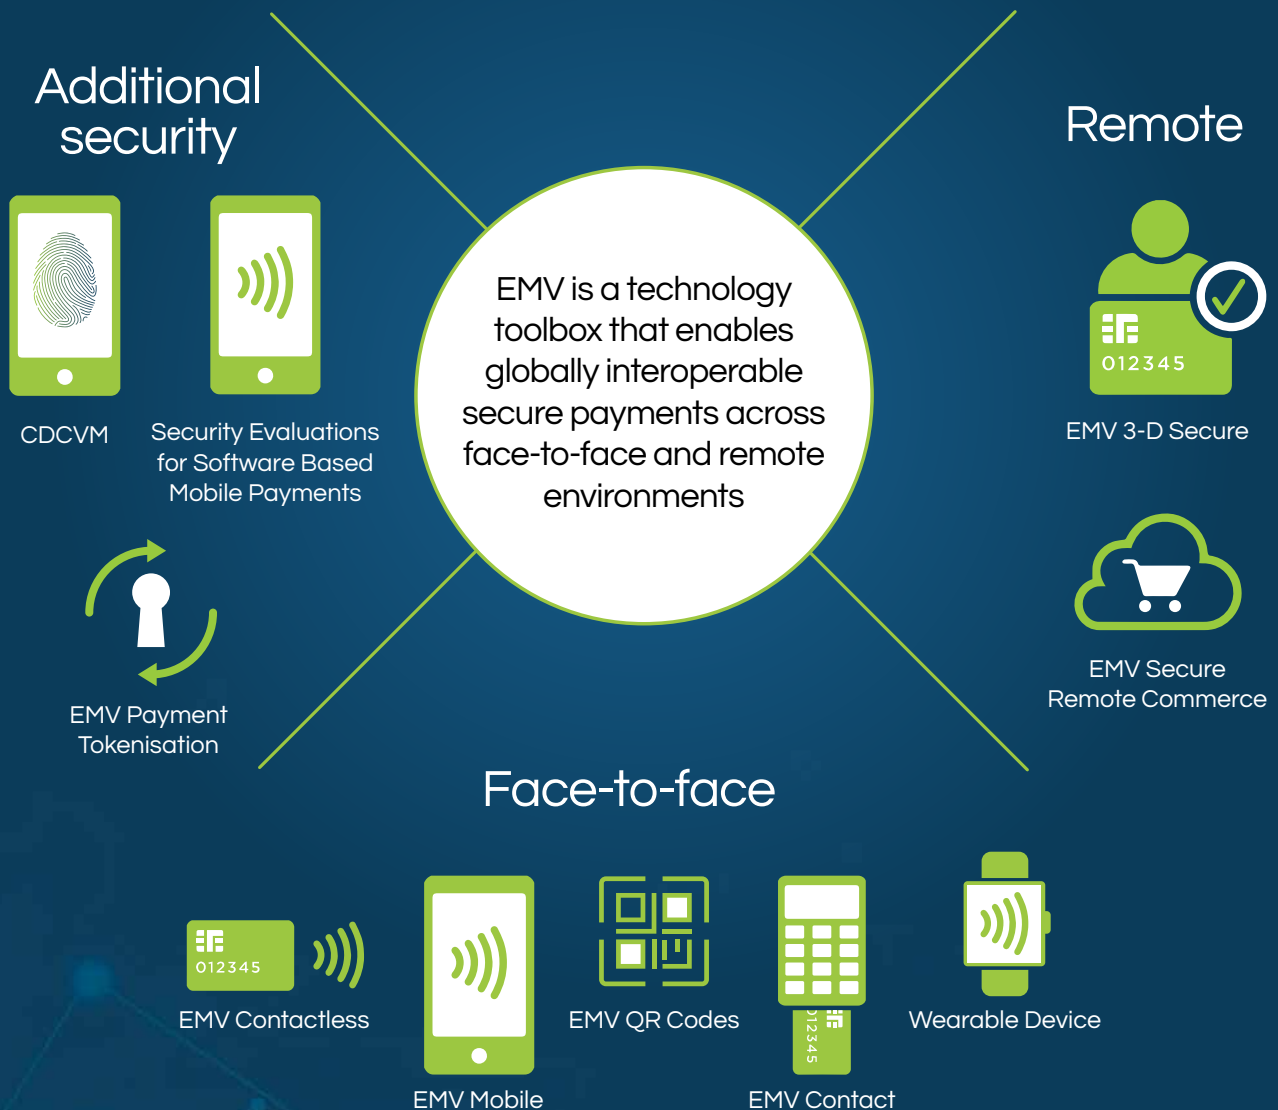 Additional
security
CDCVM
Security Evaluations
for Software Based
Mobile Payments
EMV Payment
Tokenisation
EMV is a technology
toolbox that enables
globally interoperable
secure payments across
face-to-face and remote
environments
Remote
012345
EMV 3-D Secure
EMV Secure
Remote Commerce
Face-to-face
012345
EMV Contactless
EMV Mobile
EMV QR Codes
012345
EMV Contact
Wearable Device